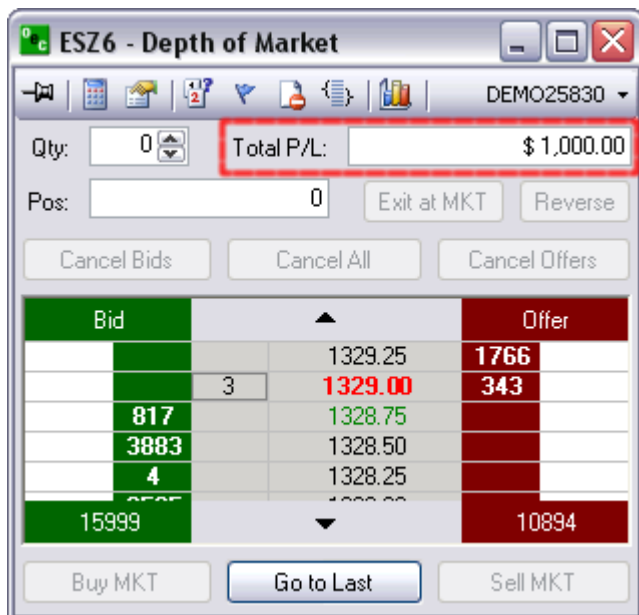 Oec ESZ6 - Depth of Market
DEMO25830
Qty: 0 Total P/L: $ 1,000.00
Pos: 0 Exit at MKT Reverse
Cancel Bids Cancel All Cancel Offers
Bid Offer
1329.25 1766
3 1329.00 343
817 1328.75
3883 1328.50
4 1328.25
15999 10894
Buy MKT Go to Last Sell MKT